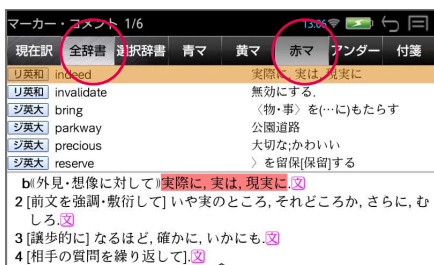 マーカー・コメント 1/6 13:06
現在訳 全辞書 選択辞書 青マ 黄マ 赤マ アンダー 付箋
リ英和 indeed 実際に, 実は, 現実に
リ英和 invalidate 無効にする.
ジ英大 bring 〈物・事〉を(…に)もたらす
ジ英大 parkway 公園道路
ジ英大 precious 大切な;かわいい
ジ英大 reserve 〉を留保[保留]する
b⦅外見・想像に対して⦆実際に, 実は, 現実に.文
2 [前文を強調・敷衍して] いや実のところ, それどころか, さらに, む
しろ.文
3 [譲歩的に] なるほど, 確かに, いかにも.文
4 [相手の質問を繰り返して].文